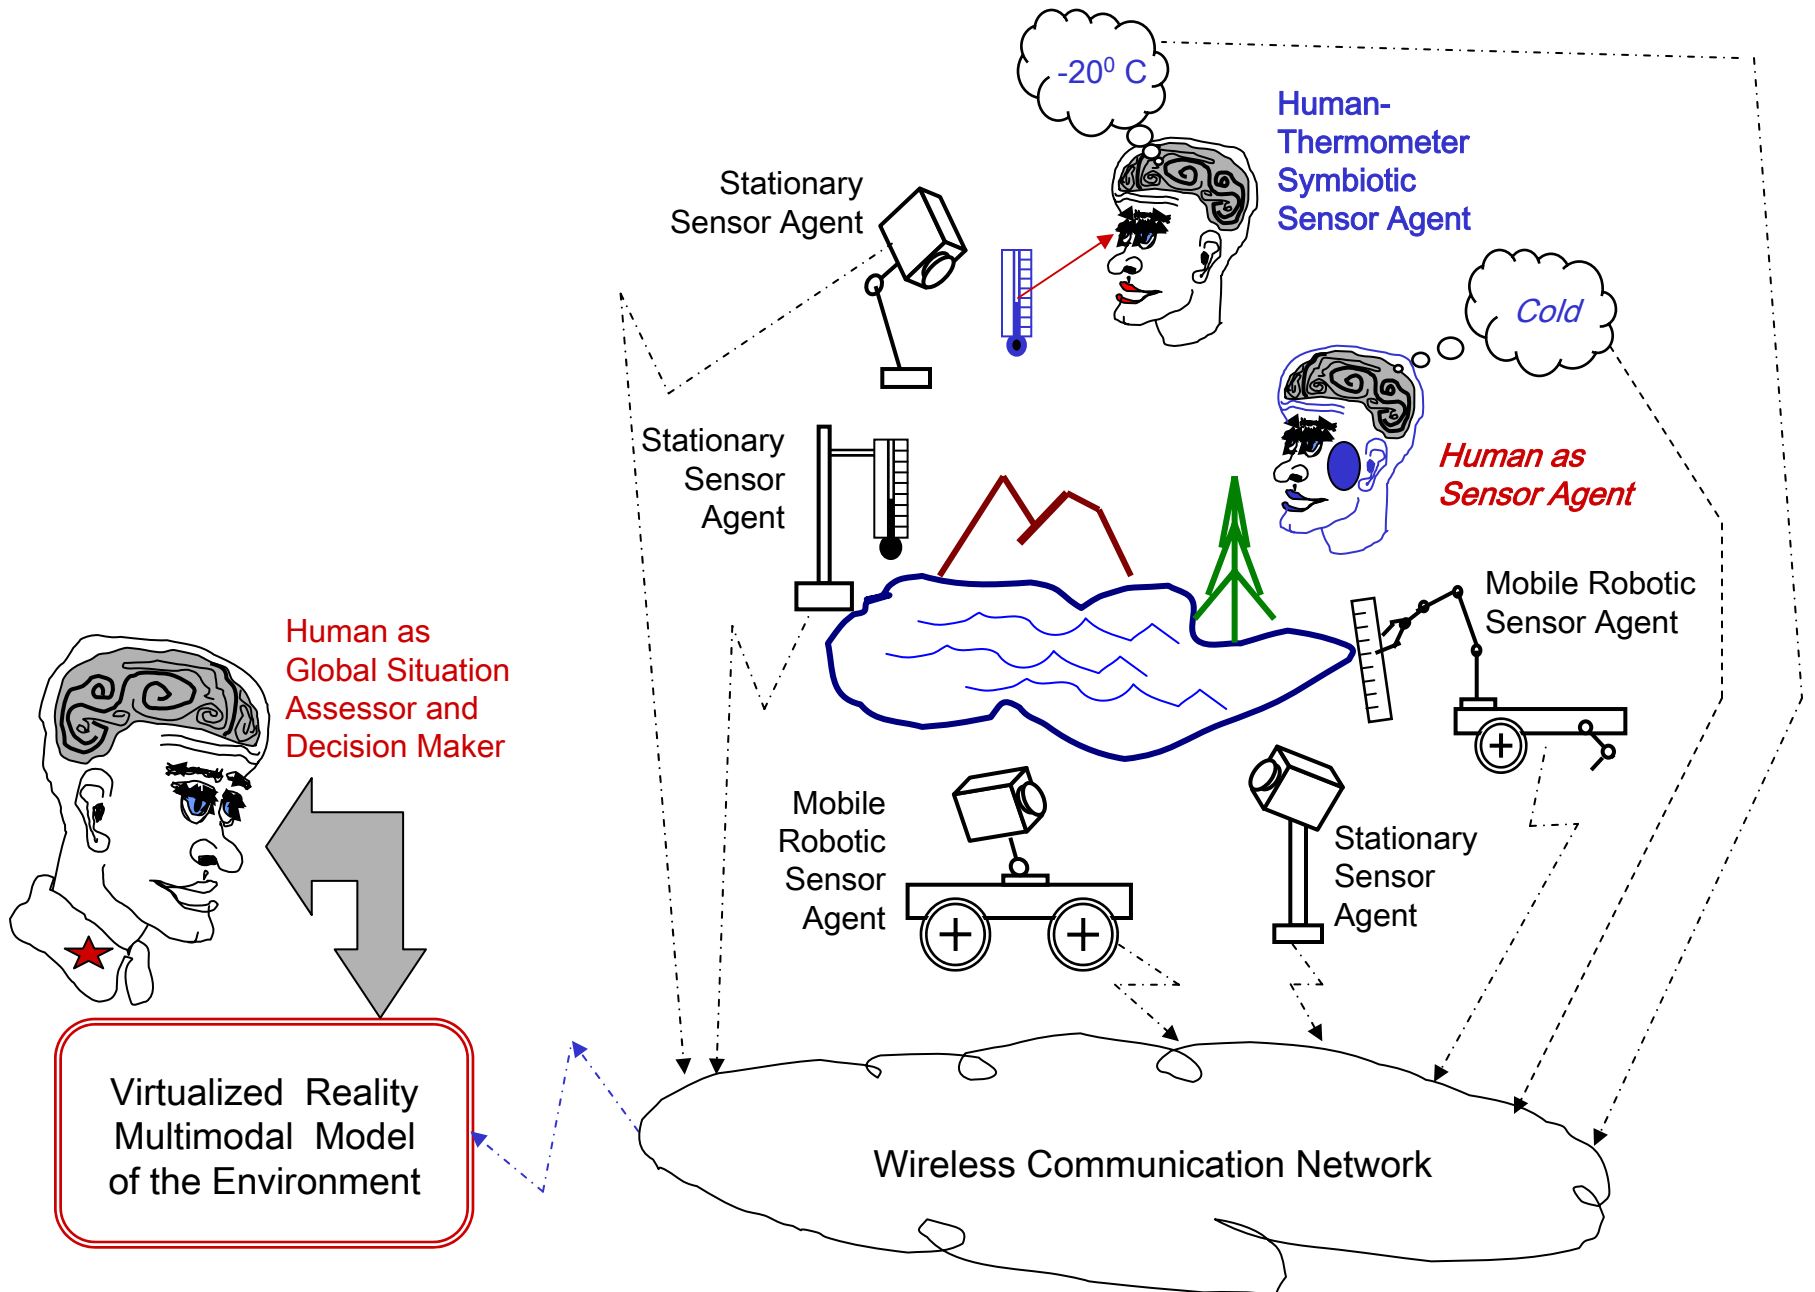 -20⁰ C
Human-
Thermometer
Symbiotic
Sensor Agent
Stationary
Sensor Agent
Cold
Stationary
Sensor
Agent
Human as
Sensor Agent
Mobile Robotic
Sensor Agent
Human as
Global Situation
Assessor and
Decision Maker
Mobile
Robotic
Sensor
Agent
Stationary
Sensor
Agent
Virtualized Reality
Multimodal Model
of the Environment
Wireless Communication Network